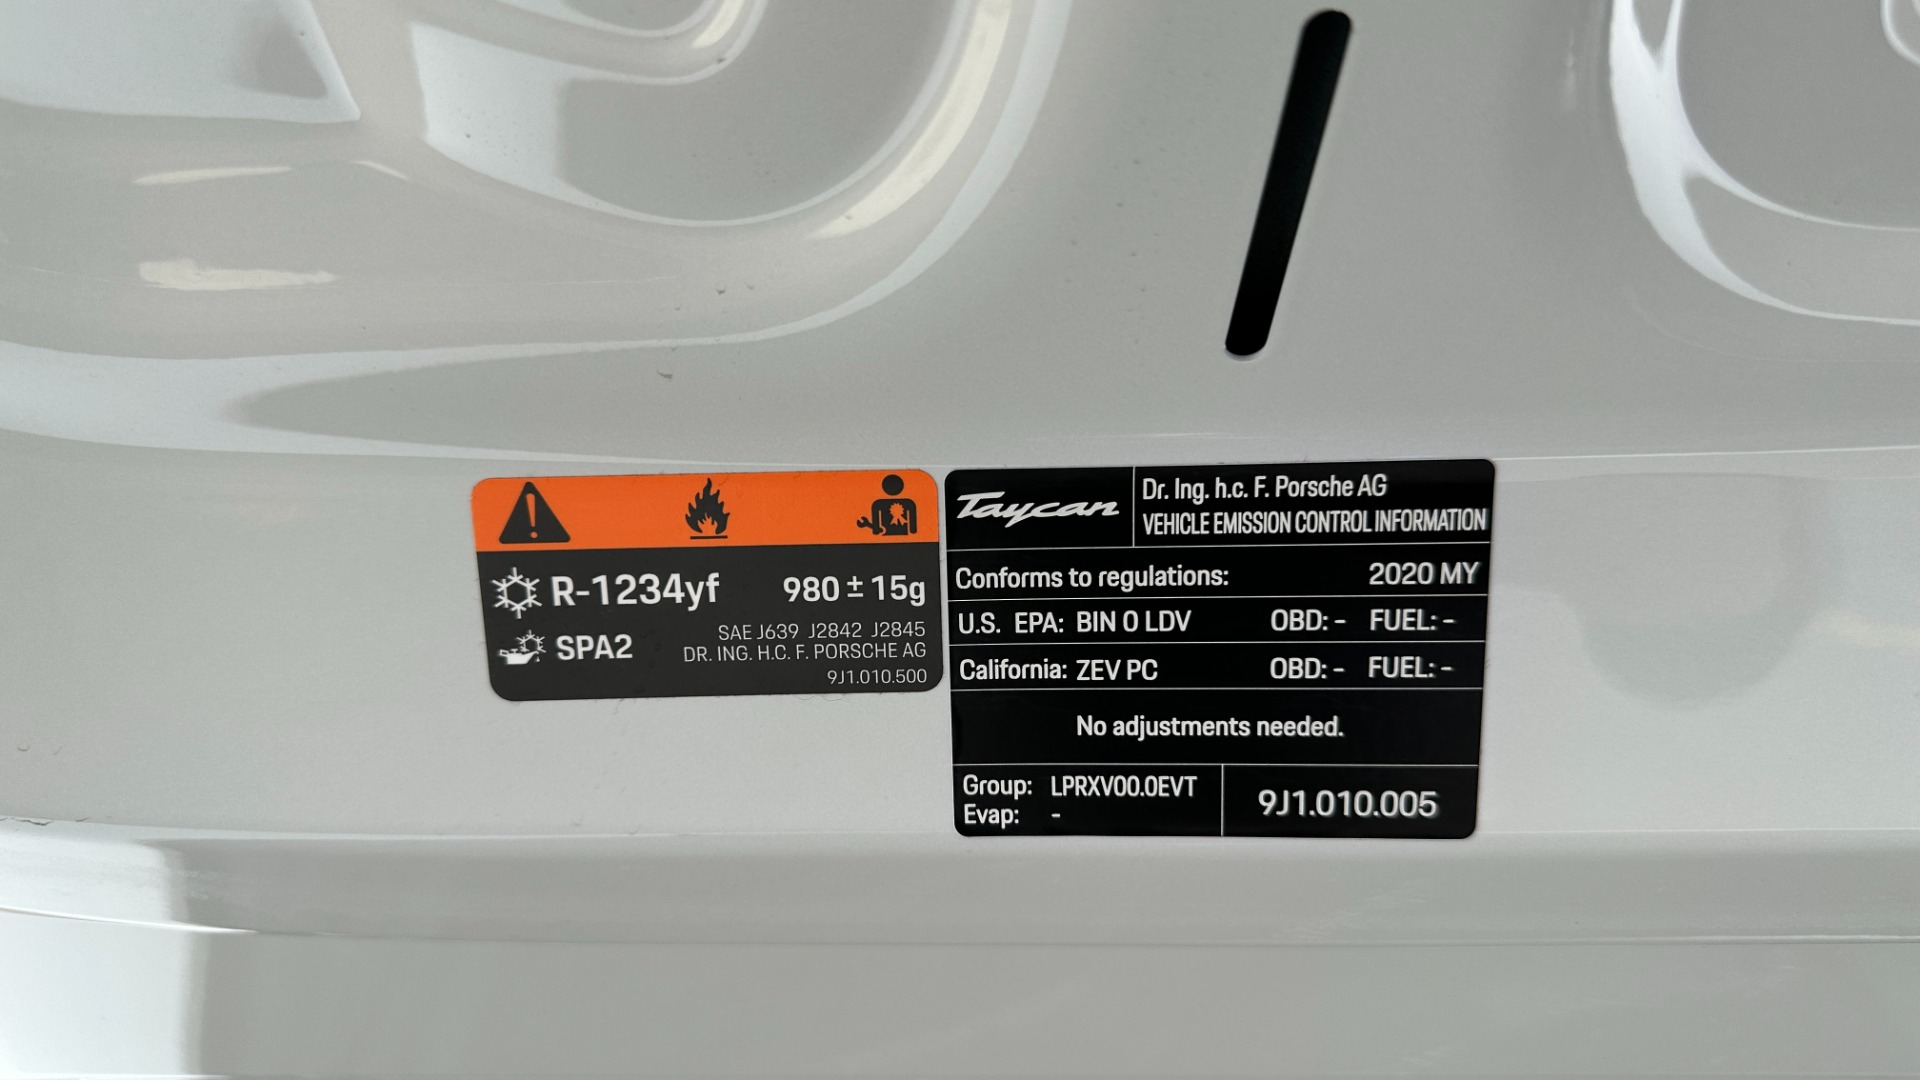 R-1234yf 980 ± 15g
SPA2
SAE J639 J2842 J2845
DR. ING. H.C. F. PORSCHE AG
9J1.010.500
Taycan
Dr. Ing. h.c. F. Porsche AG
VEHICLE EMISSION CONTROL INFORMATION
Conforms to regulations: 2020 MY
U.S. EPA: BIN 0 LDV OBD: - FUEL: -
California: ZEV PC OBD: - FUEL: -
No adjustments needed.
Group: LPRXV00.0EVT
Evap: -
9J1.010.005